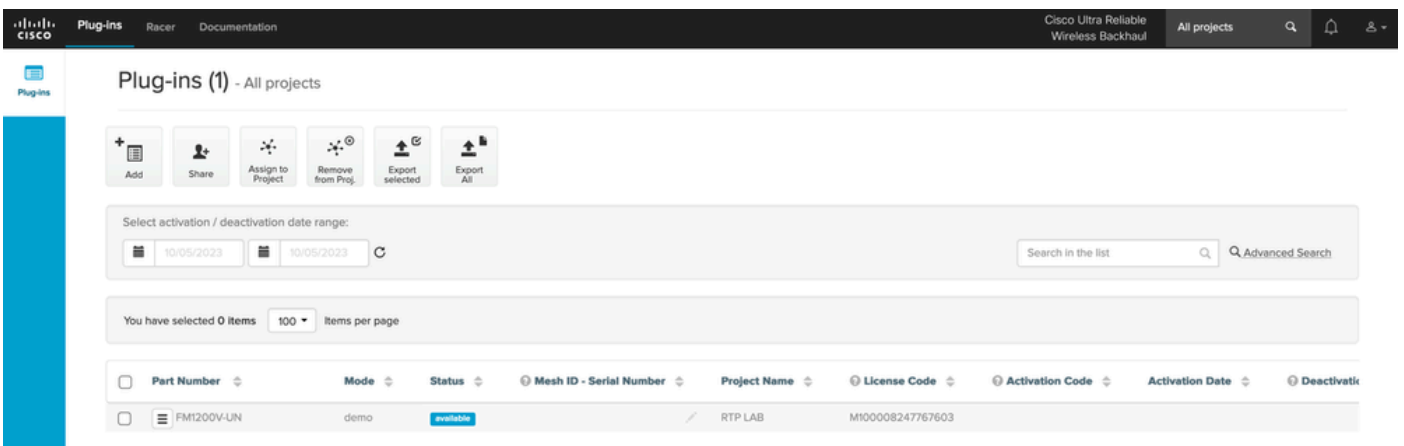 CISCO
Plug-ins Racer Documentation
Cisco Ultra Reliable
Wireless Backhaul
All projects
Plug-ins
Plug-ins (1) - All projects
Add
Share
Assign to
Project
Remove
from Proj.
Export
selected
Export
All
Select activation / deactivation date range:
10/05/2023 10/05/2023 Search in the list Advanced Search
You have selected 0 items 100 Items per page
Part Number Mode Status Mesh ID - Serial Number Project Name License Code Activation Code Activation Date Deactivatic
FM1200V-UN demo available RTP LAB M100008247767603